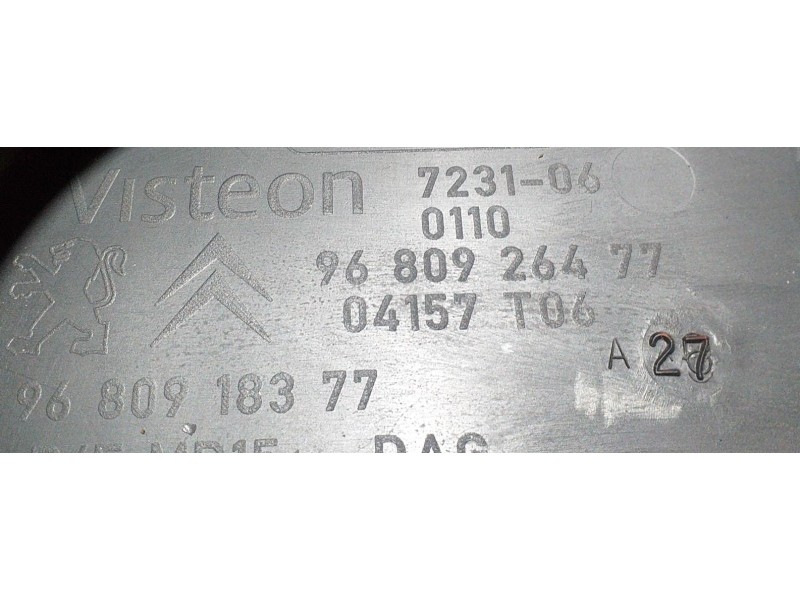 Visteon 7231-06
0110
96 809 264 77
04157 T06
A 27
96 809 183 77